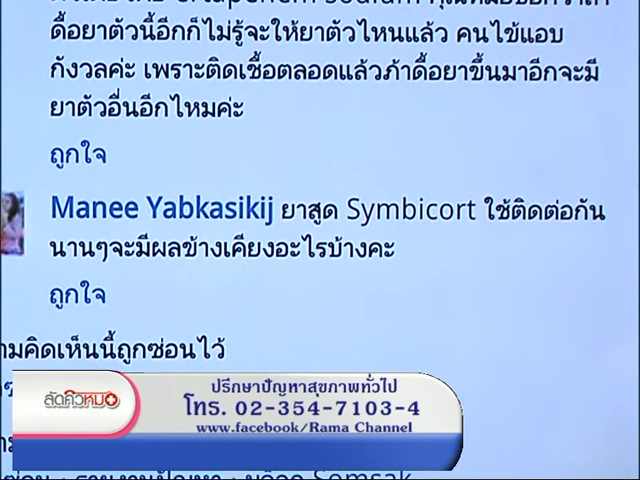 ertapenem sodium
ดื้อยาตัวนี้อีกก็ไม่รู้จะให้ยาตัวไหนแล้ว คนไข้แอบ
กังวลค่ะ เพราะติดเชื้อตลอดแล้วภ้าดื้อยาขึ้นมาอีกจะมี
ยาตัวอื่นอีกไหมค่ะ
ถูกใจ
Manee Yabkasikij ยาสูด Symbicort ใช้ติดต่อกัน
นานๆจะมีผลข้างเคียงอะไรบ้างคะ
ถูกใจ
ามคิดเห็นนี้ถูกซ่อนไว้
ลัดคิวหมอ
ปรึกษาปัญหาสุขภาพทั่วไป
โทร. 02-354-7103-4
www.facebook/Rama Channel
Somsak